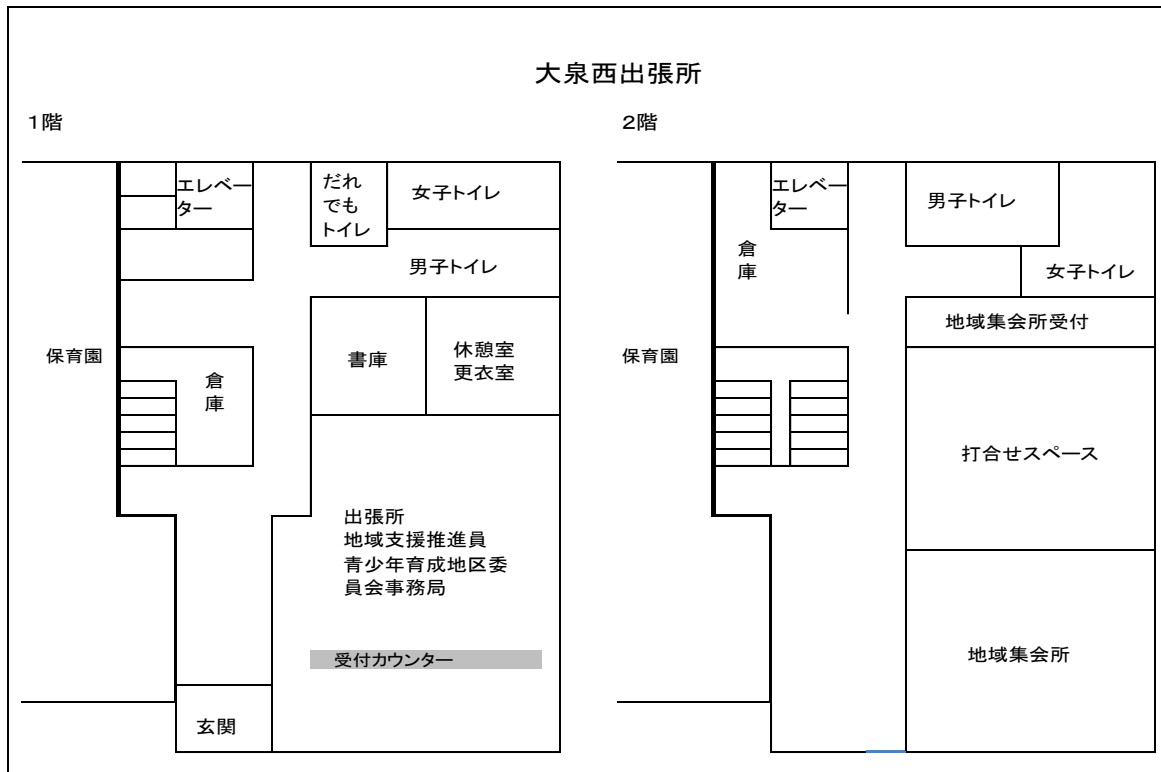 大泉西出張所
1階
エレベー
ター
だれ
でも
トイレ
女子トイレ
男子トイレ
保育園
倉
庫
書庫
休憩室
更衣室
出張所
地域支援推進員
青少年育成地区委
員会事務局
受付カウンター
玄関
2階
エレベー
ター
男子トイレ
倉
庫
女子トイレ
地域集会所受付
保育園
打合せスペース
地域集会所